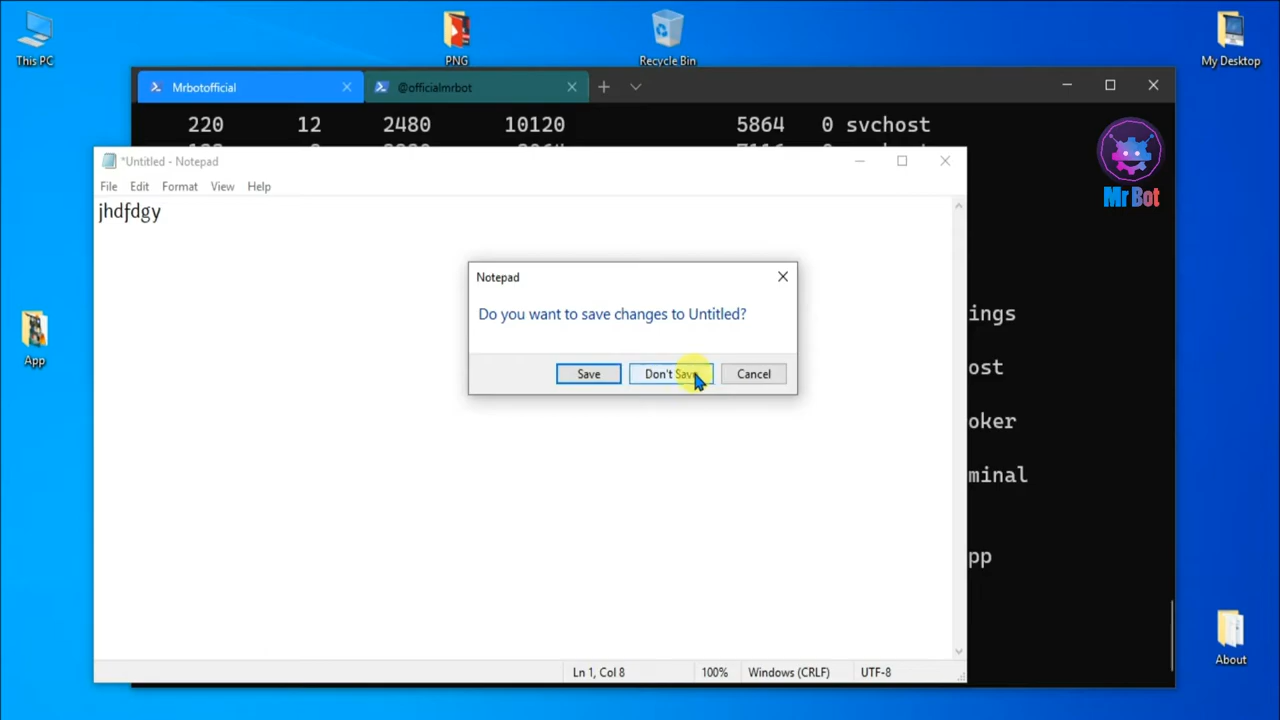 This PC
PNG
Recycle Bin
My Desktop
Mrbotofficial
@officialmrbot
220 12 2480 10120 5864 0 svchost
Mr Bot
*Untitled - Notepad
File Edit Format View Help
jhdfdgy
Notepad
Do you want to save changes to Untitled?
Save Don't Save Cancel
ings
ost
oker
minal
pp
App
About
Ln 1, Col 8 100% Windows (CRLF) UTF-8